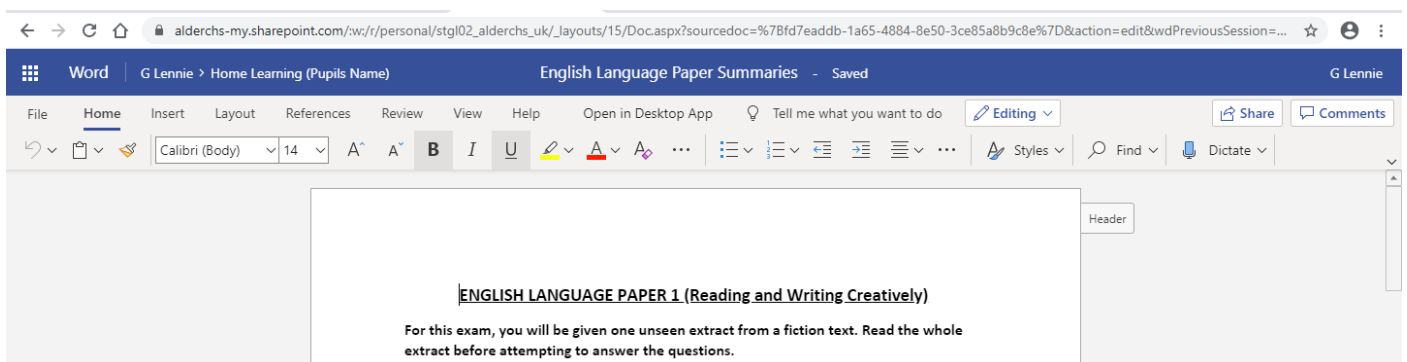 alderchs-my.sharepoint.com/:w:/r/personal/stgl02_alderchs_uk/_layouts/15/Doc.aspx?sourcedoc=%7Bfd7eaddb-1a65-4884-8e50-3ce85a8b9c8e%7D&action=edit&wdPreviousSession=...
Word G Lennie > Home Learning (Pupils Name) English Language Paper Summaries - Saved G Lennie
File Home Insert Layout References Review View Help Open in Desktop App Tell me what you want to do Editing Share Comments
Calibri (Body) 14 A A B I U A A ... ... Styles Find Dictate
Header
ENGLISH LANGUAGE PAPER 1 (Reading and Writing Creatively)
For this exam, you will be given one unseen extract from a fiction text. Read the whole
extract before attempting to answer the questions.